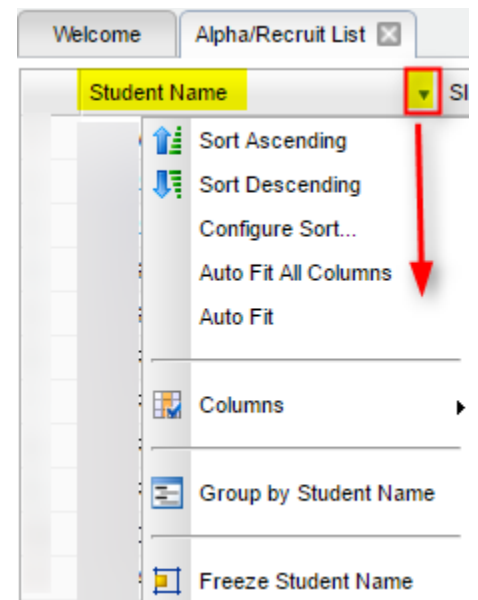 Welcome
Alpha/Recruit List
Student Name
Sort Ascending
Sort Descending
Configure Sort...
Auto Fit All Columns
Auto Fit
Columns
Group by Student Name
Freeze Student Name